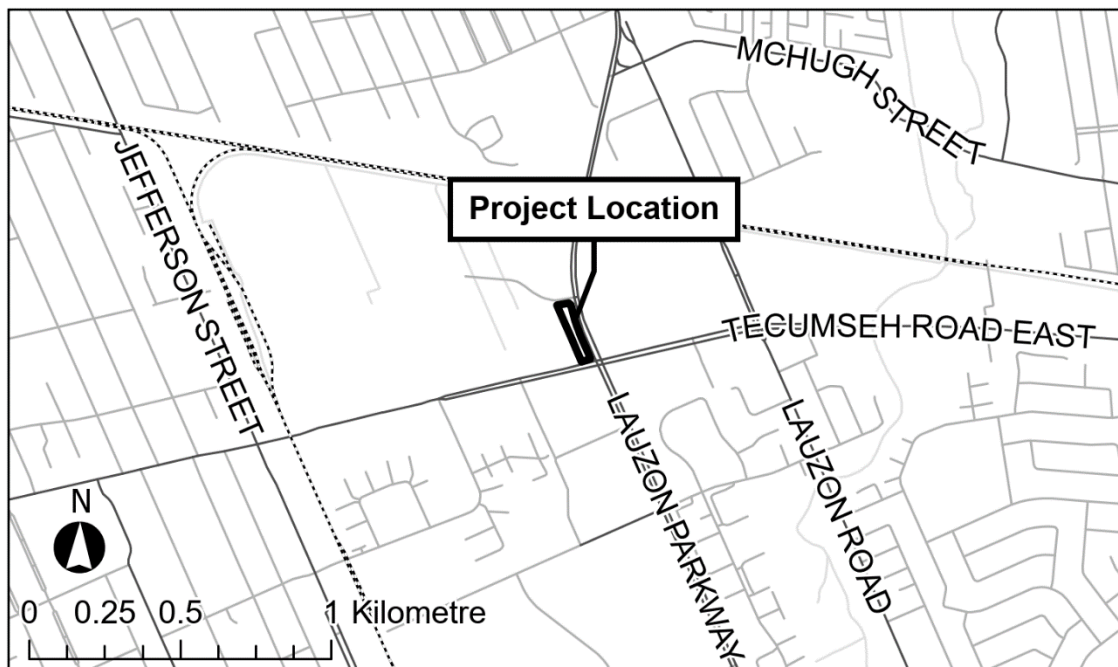 MCHUGH STREET
Project Location
JEFFERSON STREET
TECUMSEH ROAD EAST
LAUZON PARKWAY
LAUZON ROAD
N
0 0.25 0.5 1 Kilometre